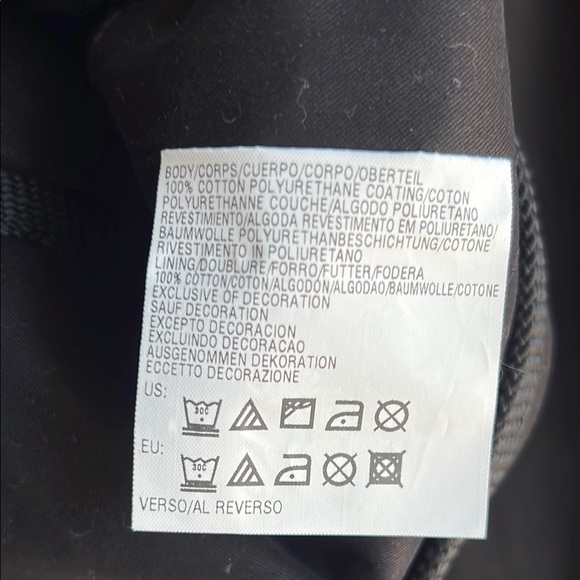 BODY/CORPS/CUERPO/CORPO/OBERTEIL
100% COTTON POLYURETHANE COATING/COTON
POLYURETHANNE COUCHE/ALGODO POLIURETANO
REVESTIMIENTO/ALGODA REVESTIMENTO EM POLIURETANO/
BAUMWOLLE POLYURETHANBESCHICHTUNG/COTONE
RIVESTIMENTO IN POLIURETANO
LINING/DOUBLURE/FORRO/FUTTER/FODERA
100% COTTON/COTON/ALGODÓN/ALGODAO/BAUMWOLLE/COTONE
EXCLUSIVE OF DECORATION
SAUF DECORATION
EXCEPTO DECORACION
EXCLUINDO DECORACAO
AUSGENOMMEN DEKORATION
ECCETTO DECORAZIONE
US:
30C
EU:
30C
VERSO/AL REVERSO